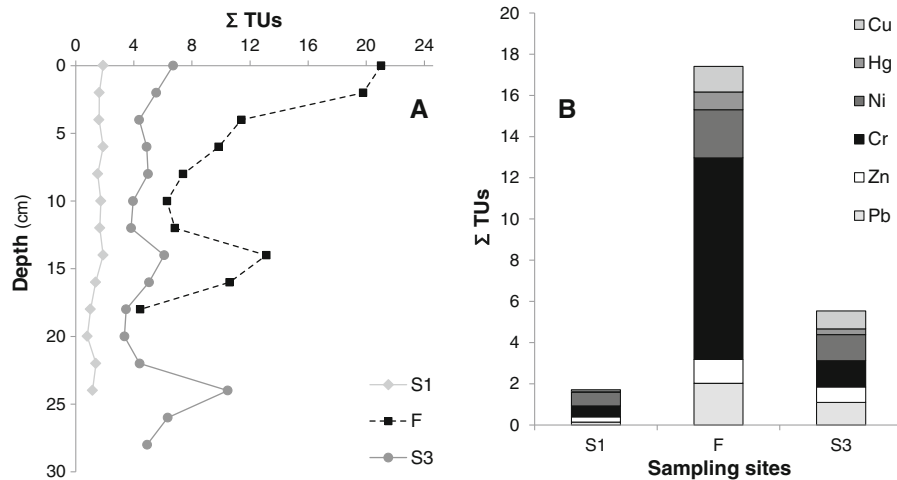 Σ TUs
0 4 8 12 16 20 24
A
Depth (cm)
0
5
10
15
20
25
30
S1
F
S3
B
Σ TUs
20
18
16
14
12
10
8
6
4
2
0
S1 F S3
Sampling sites
Cu
Hg
Ni
Cr
Zn
Pb